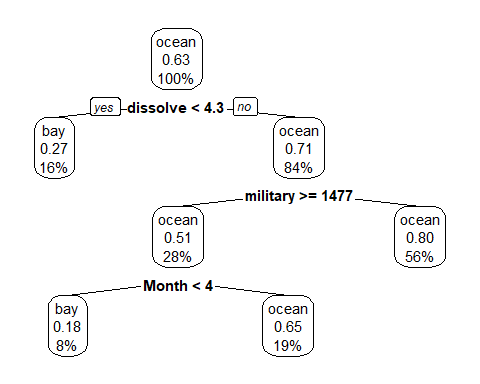 ocean
0.63
100%
yes dissolve < 4.3 no
bay
0.27
16%
ocean
0.71
84%
military >= 1477
ocean
0.51
28%
ocean
0.80
56%
Month < 4
bay
0.18
8%
ocean
0.65
19%